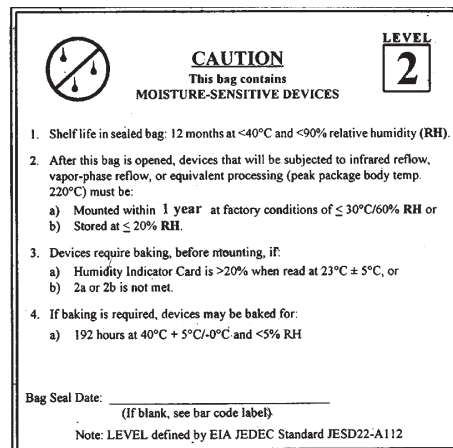 LEVEL
2
CAUTION
This bag contains
MOISTURE-SENSITIVE DEVICES
1. Shelf life in sealed bag: 12 months at <40°C and <90% relative humidity (RH).
2. After this bag is opened, devices that will be subjected to infrared reflow,
vapor-phase reflow, or equivalent processing (peak package body temp.
220°C) must be:
a) Mounted within 1 year at factory conditions of ≤ 30°C/60% RH or
b) Stored at ≤ 20% RH.
3. Devices require baking, before mounting, if:
a) Humidity Indicator Card is >20% when read at 23°C ± 5°C, or
b) 2a or 2b is not met.
4. If baking is required, devices may be baked for:
a) 192 hours at 40°C + 5°C/-0°C and <5% RH
Bag Seal Date:
(If blank, see bar code label)
Note: LEVEL defined by EIA JEDEC Standard JESD22-A112